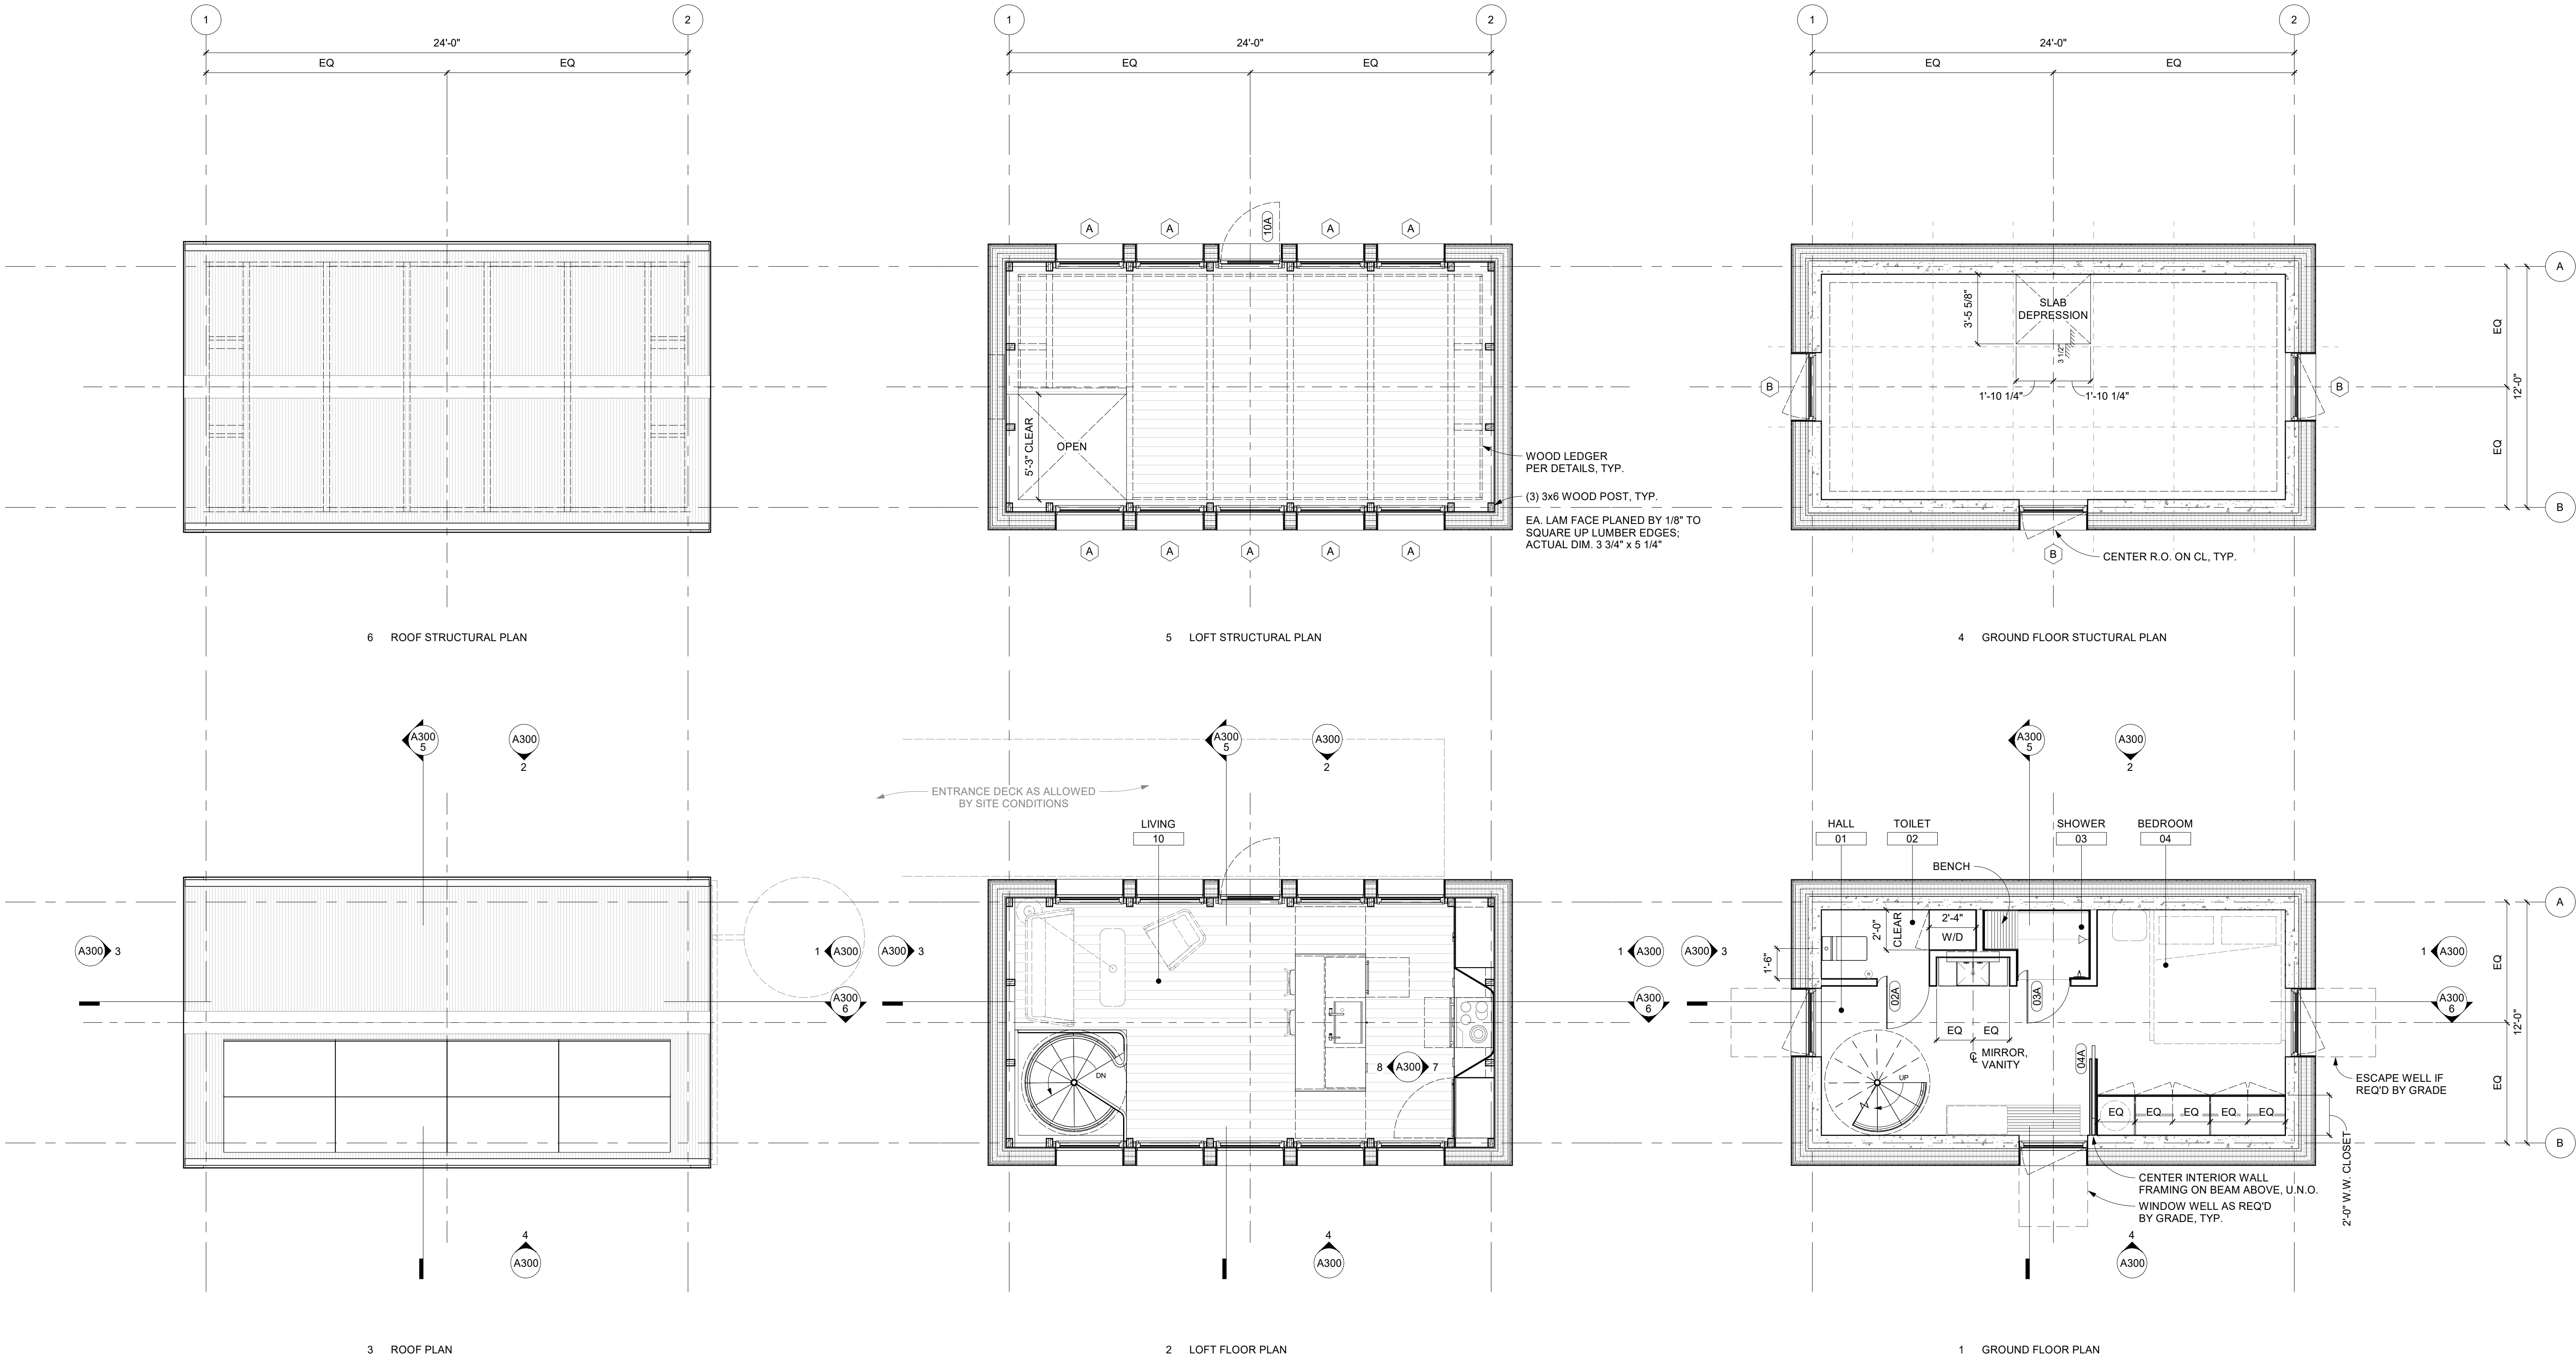 1
2
1
2
1
2
24'-0"
24'-0"
24'-0"
EQ
EQ
EQ
EQ
EQ
EQ
A
A
10A
A
A
OPEN
5'-3" CLEAR
WOOD LEDGER
PER DETAILS, TYP.
(3) 3x6 WOOD POST, TYP.
EA. LAM FACE PLANED BY 1/8" TO
SQUARE UP LUMBER EDGES;
ACTUAL DIM. 3 3/4" x 5 1/4"
A
A
A
A
A
A
SLAB
DEPRESSION
3'-5 5/8"
3 1/2"
1'-10 1/4"
1'-10 1/4"
B
B
B
CENTER R.O. ON CL, TYP.
EQ
12'-0"
EQ
B
6 ROOF STRUCTURAL PLAN
5 LOFT STRUCTURAL PLAN
4 GROUND FLOOR STUCTURAL PLAN
A300
5
A300
2
A300 3
1 A300
A300
6
4
A300
3 ROOF PLAN
A300
5
A300
2
ENTRANCE DECK AS ALLOWED
BY SITE CONDITIONS
LIVING
10
A300 3
1 A300
A300
6
DN
8 A300 7
4
A300
2 LOFT FLOOR PLAN
A300
5
A300
2
HALL
01
TOILET
02
SHOWER
03
BEDROOM
04
BENCH
A
2'-0"
CLEAR
2'-4"
W/D
1'-6"
A300 3
1 A300
A300
6
02A
03A
EQ
EQ
℄ MIRROR,
VANITY
04A
UP
EQ
EQ
EQ
EQ
EQ
EQ
12'-0"
EQ
B
ESCAPE WELL IF
REQ'D BY GRADE
2'-0" W.W. CLOSET
CENTER INTERIOR WALL
FRAMING ON BEAM ABOVE, U.N.O.
WINDOW WELL AS REQ'D
BY GRADE, TYP.
4
A300
1 GROUND FLOOR PLAN